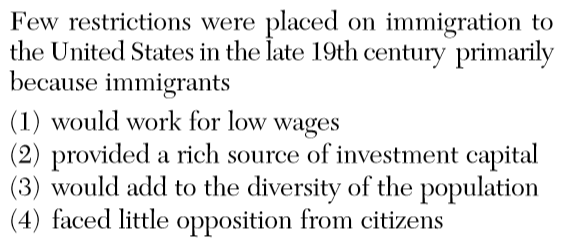 Few restrictions were placed on immigration to
the United States in the late 19th century primarily
because immigrants
(1) would work for low wages
(2) provided a rich source of investment capital
(3) would add to the diversity of the population
(4) faced little opposition from citizens